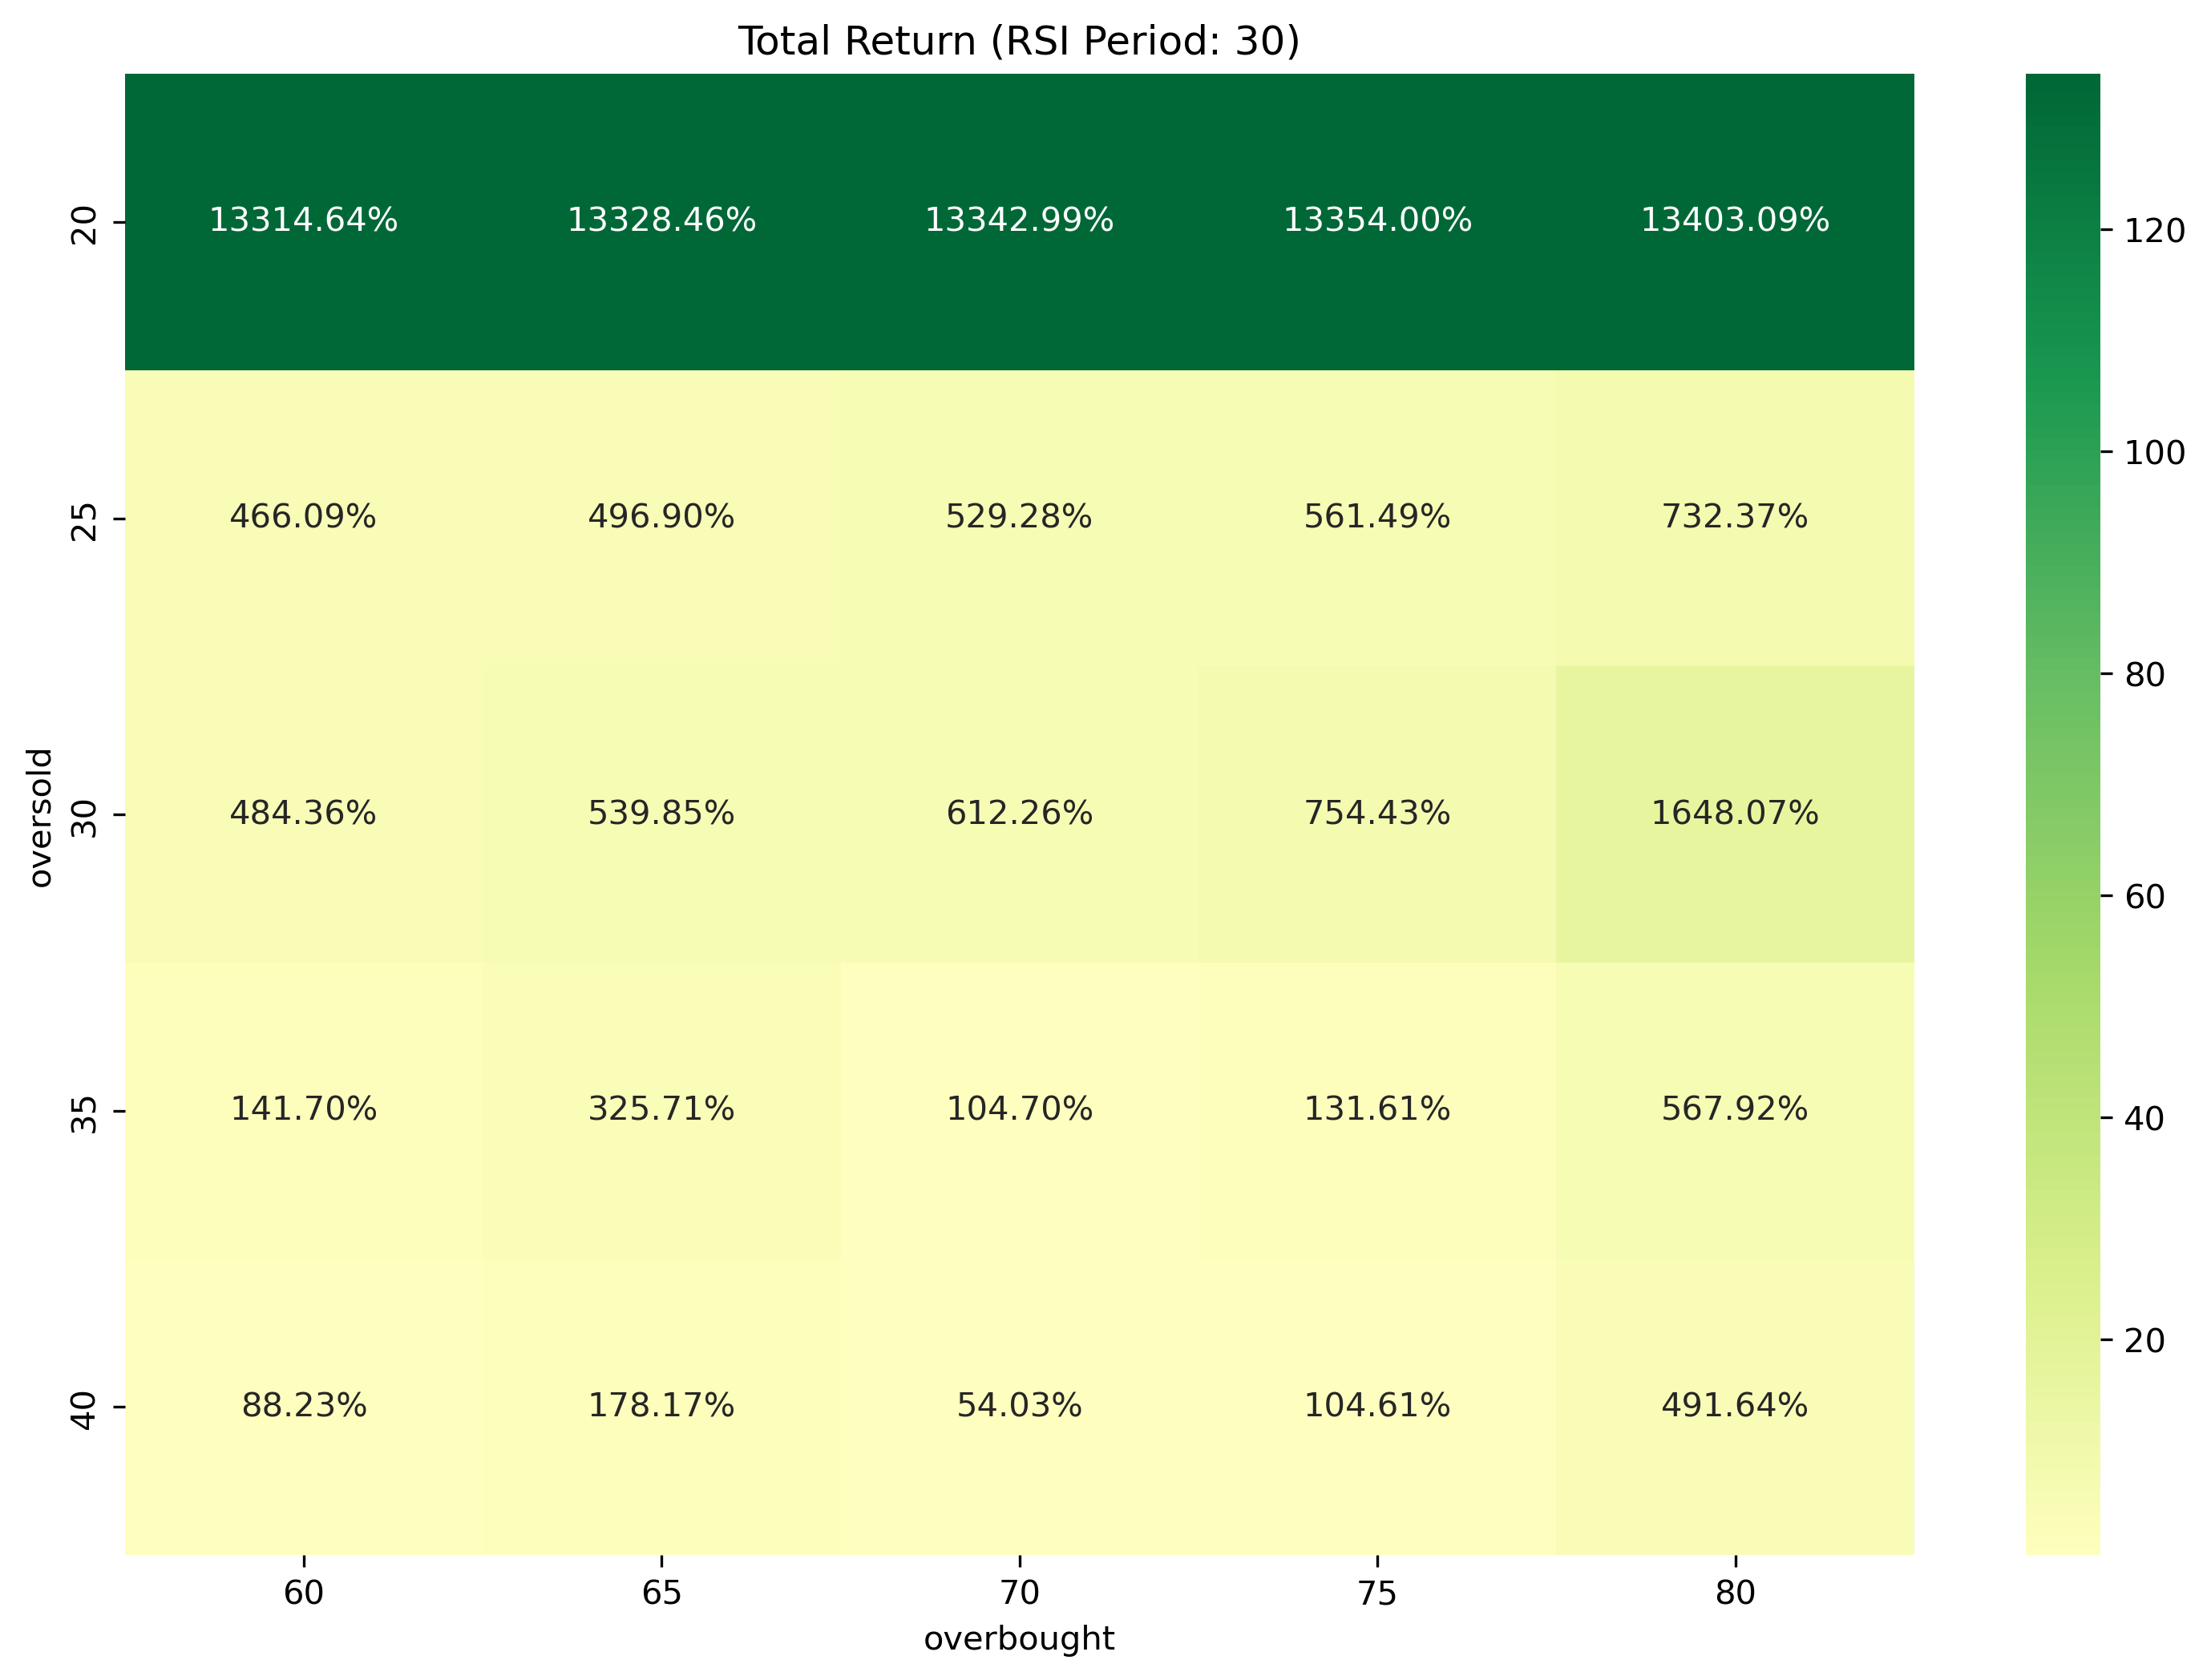 Total Return (RSI Period: 30)
20 13314.64% 13328.46% 13342.99% 13354.00% 13403.09%
25 466.09% 496.90% 529.28% 561.49% 732.37%
30 484.36% 539.85% 612.26% 754.43% 1648.07%
35 141.70% 325.71% 104.70% 131.61% 567.92%
40 88.23% 178.17% 54.03% 104.61% 491.64%
oversold
60 65 70 75 80
overbought
120
100
80
60
40
20